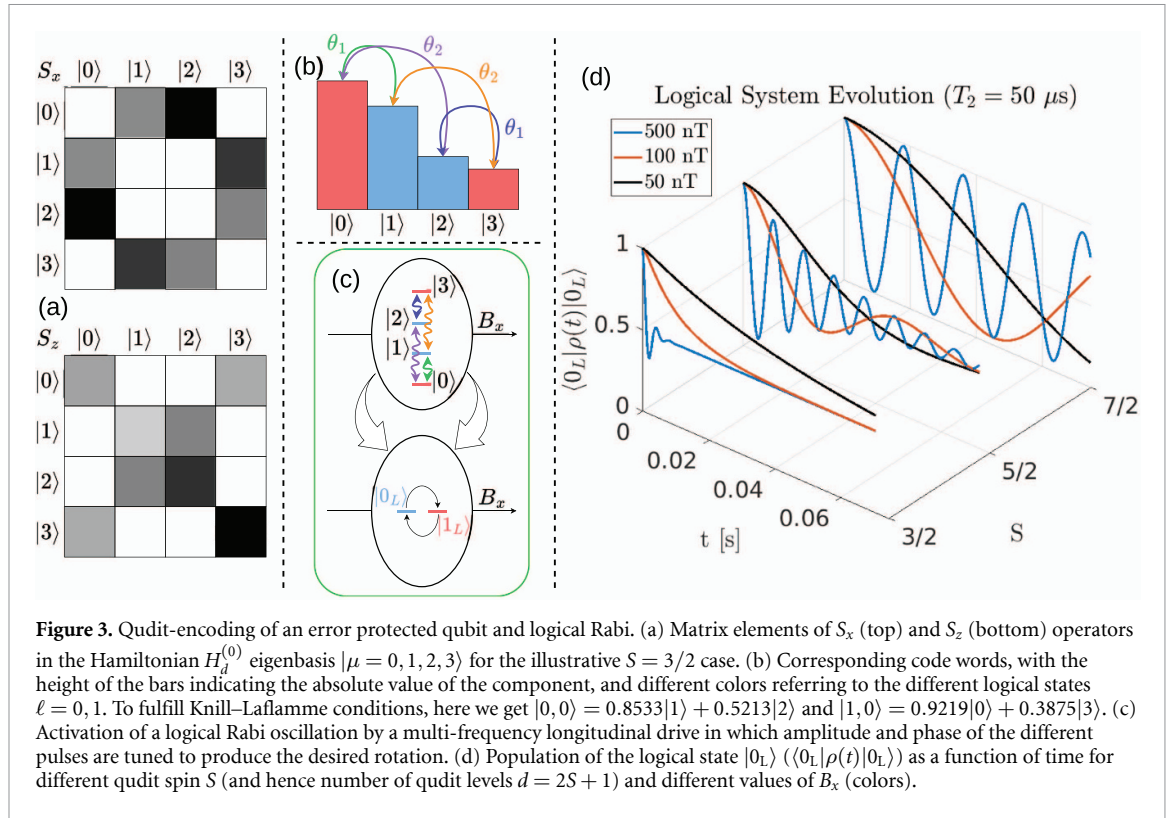 S_x |0⟩ |1⟩ |2⟩ |3⟩
|0⟩
|1⟩
|2⟩
|3⟩
(a)
S_z |0⟩ |1⟩ |2⟩ |3⟩
|0⟩
|1⟩
|2⟩
|3⟩
(b)
θ_1 θ_2
θ_2
θ_1
|0⟩ |1⟩ |2⟩ |3⟩
(c)
|3⟩
|2⟩
|1⟩
|0⟩
B_x
|0_L⟩
|1_L⟩
B_x
(d)
Logical System Evolution (T_2 = 50 μs)
500 nT
100 nT
50 nT
⟨0_L|ρ(t)|0_L⟩
1
0.5
0
0
0.02
0.04
0.06
t [s]
3/2
5/2
7/2
S
Figure 3. Qudit-encoding of an error protected qubit and logical Rabi. (a) Matrix elements of S_x (top) and S_z (bottom) operators
in the Hamiltonian H_d^{(0)} eigenbasis |μ = 0, 1, 2, 3⟩ for the illustrative S = 3/2 case. (b) Corresponding code words, with the
height of the bars indicating the absolute value of the component, and different colors referring to the different logical states
ℓ = 0, 1. To fulfill Knill–Laflamme conditions, here we get |0, 0⟩ = 0.8533|1⟩ + 0.5213|2⟩ and |1, 0⟩ = 0.9219|0⟩ + 0.3875|3⟩. (c)
Activation of a logical Rabi oscillation by a multi-frequency longitudinal drive in which amplitude and phase of the different
pulses are tuned to produce the desired rotation. (d) Population of the logical state |0_L⟩ (⟨0_L|ρ(t)|0_L⟩) as a function of time for
different qudit spin S (and hence number of qudit levels d = 2S + 1) and different values of B_x (colors).